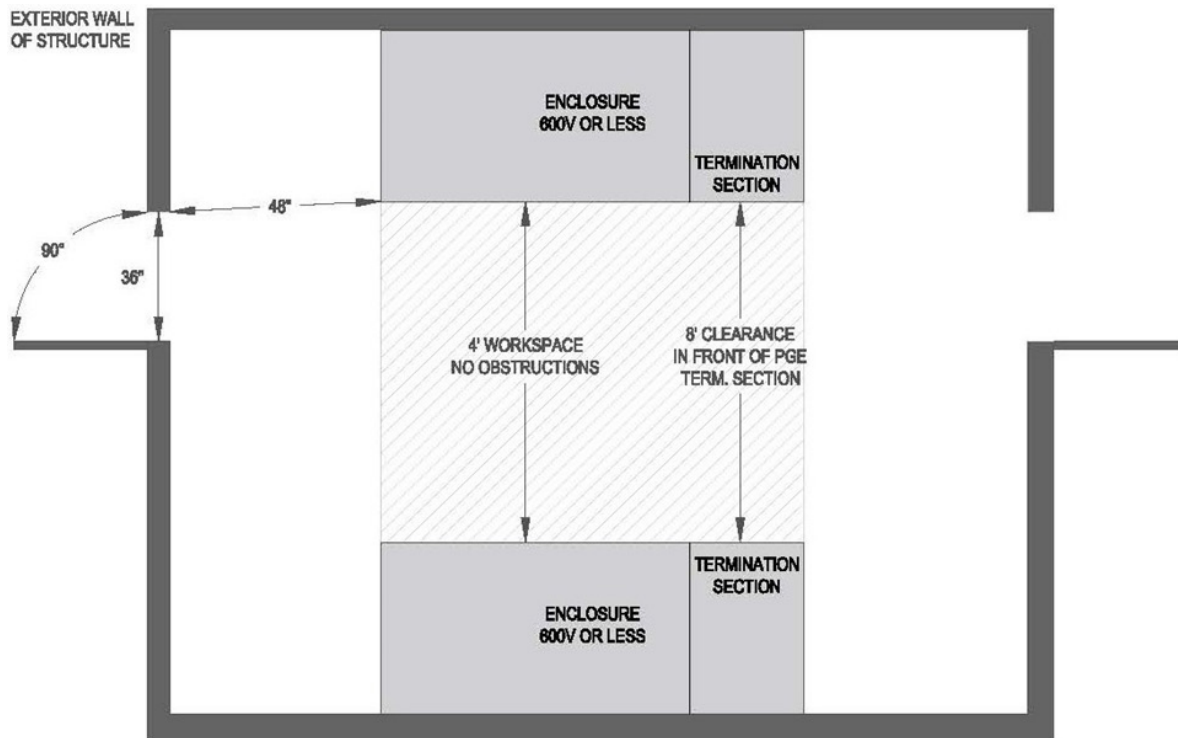 EXTERIOR WALL
OF STRUCTURE
ENCLOSURE
600V OR LESS
TERMINATION
SECTION
48"
90°
36"
4' WORKSPACE
NO OBSTRUCTIONS
8' CLEARANCE
IN FRONT OF PGE
TERM. SECTION
TERMINATION
SECTION
ENCLOSURE
600V OR LESS